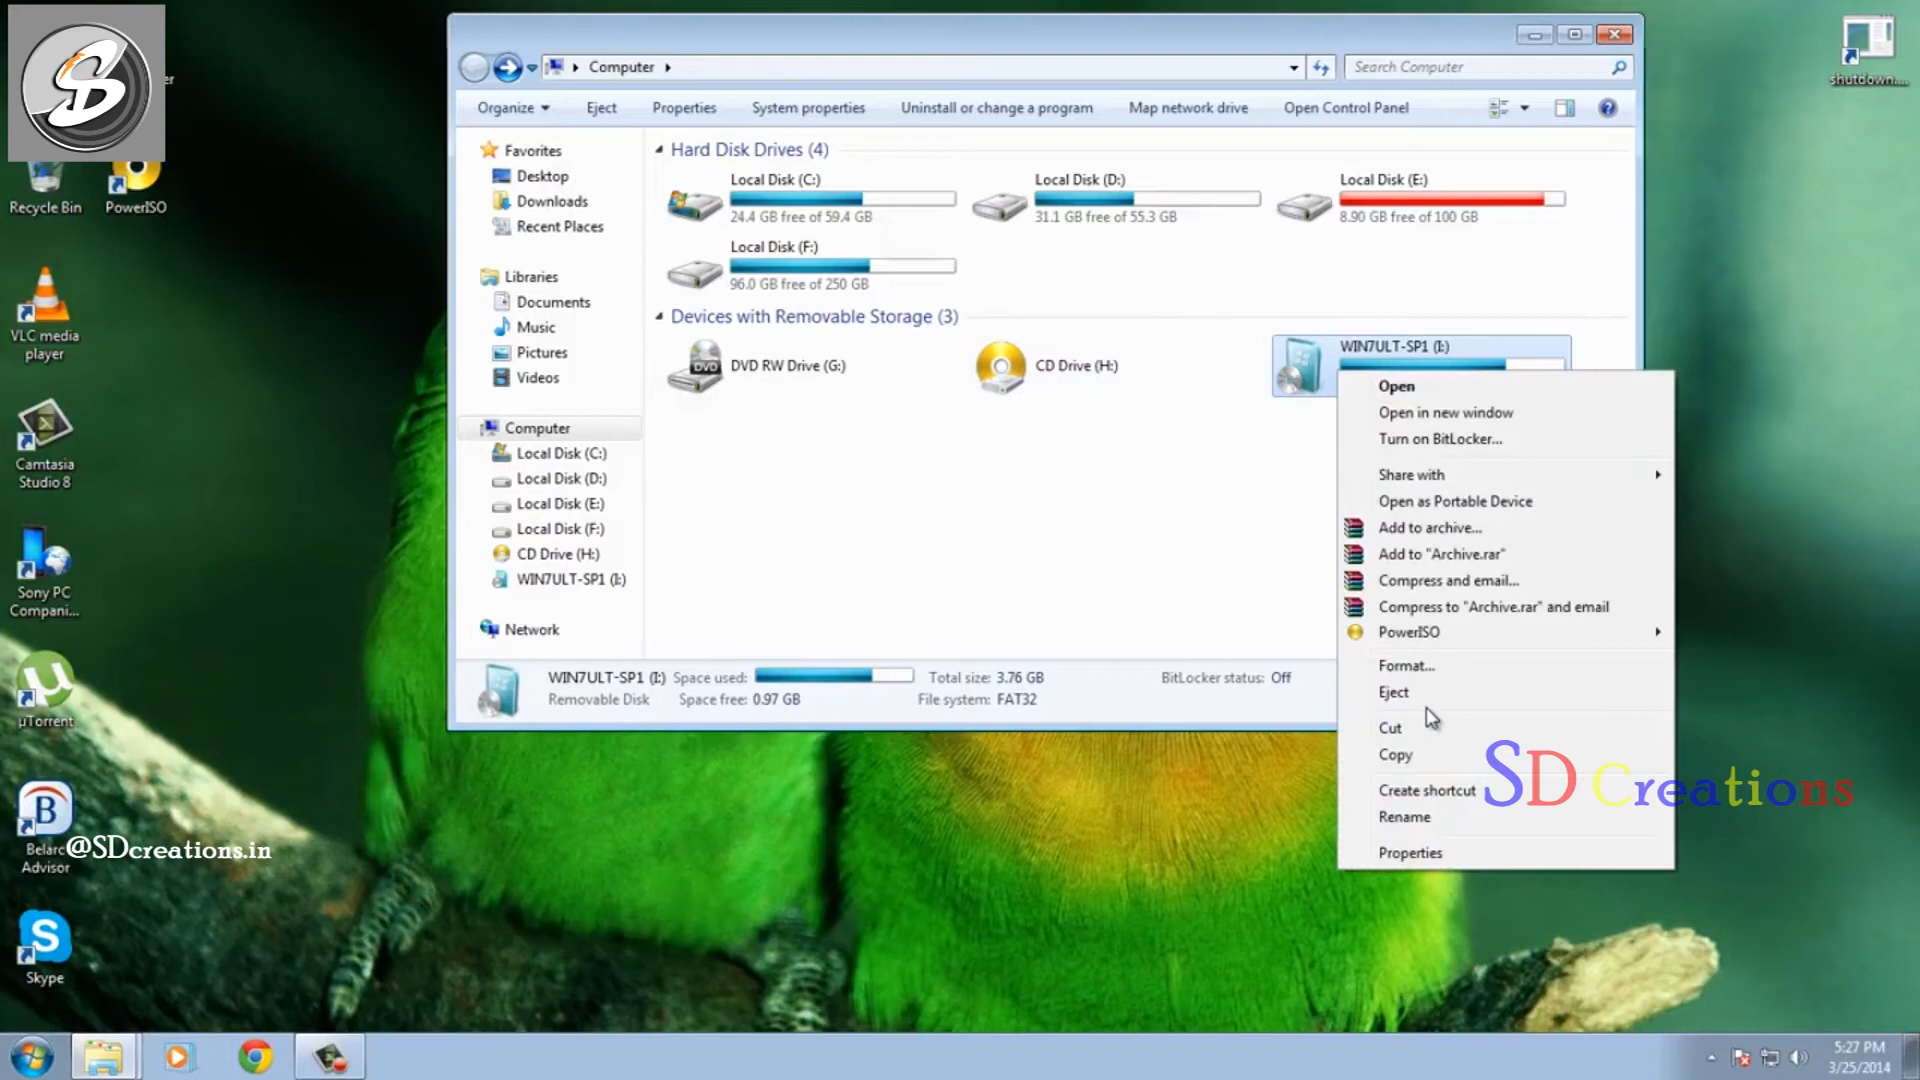 SD
er
Recycle Bin
PowerISO
VLC media
player
Camtasia
Studio 8
Sony PC
Compani...
µTorrent
Belarc
Advisor
@SDcreations.in
Skype
shutdown....
Computer
Search Computer
Organize
Eject
Properties
System properties
Uninstall or change a program
Map network drive
Open Control Panel
Favorites
Desktop
Downloads
Recent Places
Libraries
Documents
Music
Pictures
Videos
Computer
Local Disk (C:)
Local Disk (D:)
Local Disk (E:)
Local Disk (F:)
CD Drive (H:)
WIN7ULT-SP1 (I:)
Network
Hard Disk Drives (4)
Local Disk (C:)
24.4 GB free of 59.4 GB
Local Disk (D:)
31.1 GB free of 55.3 GB
Local Disk (E:)
8.90 GB free of 100 GB
Local Disk (F:)
96.0 GB free of 250 GB
Devices with Removable Storage (3)
DVD
DVD RW Drive (G:)
CD Drive (H:)
WIN7ULT-SP1 (I:)
Open
Open in new window
Turn on BitLocker...
Share with
Open as Portable Device
Add to archive...
Add to "Archive.rar"
Compress and email...
Compress to "Archive.rar" and email
PowerISO
Format...
Eject
Cut
Copy
Create shortcut
Rename
Properties
SD Creations
WIN7ULT-SP1 (I:)
Removable Disk
Space used:
Space free: 0.97 GB
Total size: 3.76 GB
File system: FAT32
BitLocker status: Off
5:27 PM
3/25/2014